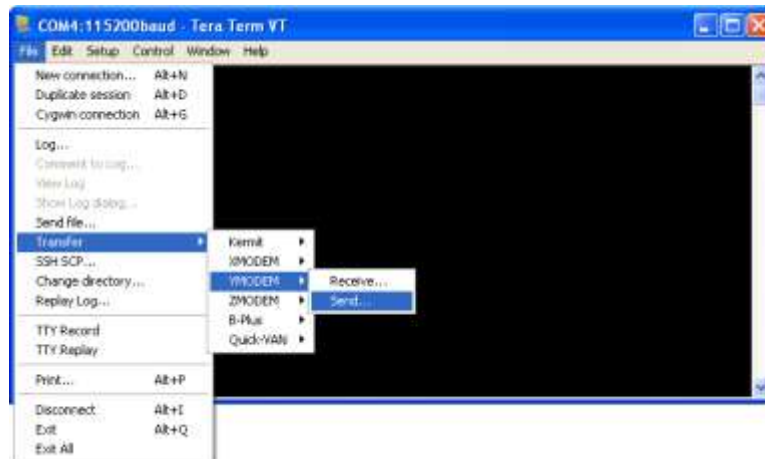 COM4:115200baud - Tera Term VT
File Edit Setup Control Window Help
New connection... Alt+N
Duplicate session Alt+D
Cygwin connection Alt+G
Log...
Comment to Log...
View Log
Show Log dialog...
Send file...
Transfer
SSH SCP...
Change directory...
Replay Log...
TTY Record
TTY Replay
Print... Alt+P
Disconnect Alt+I
Exit Alt+Q
Exit All
Kermit
XMODEM
YMODEM
ZMODEM
B-Plus
Quick-VAN
Receive...
Send...